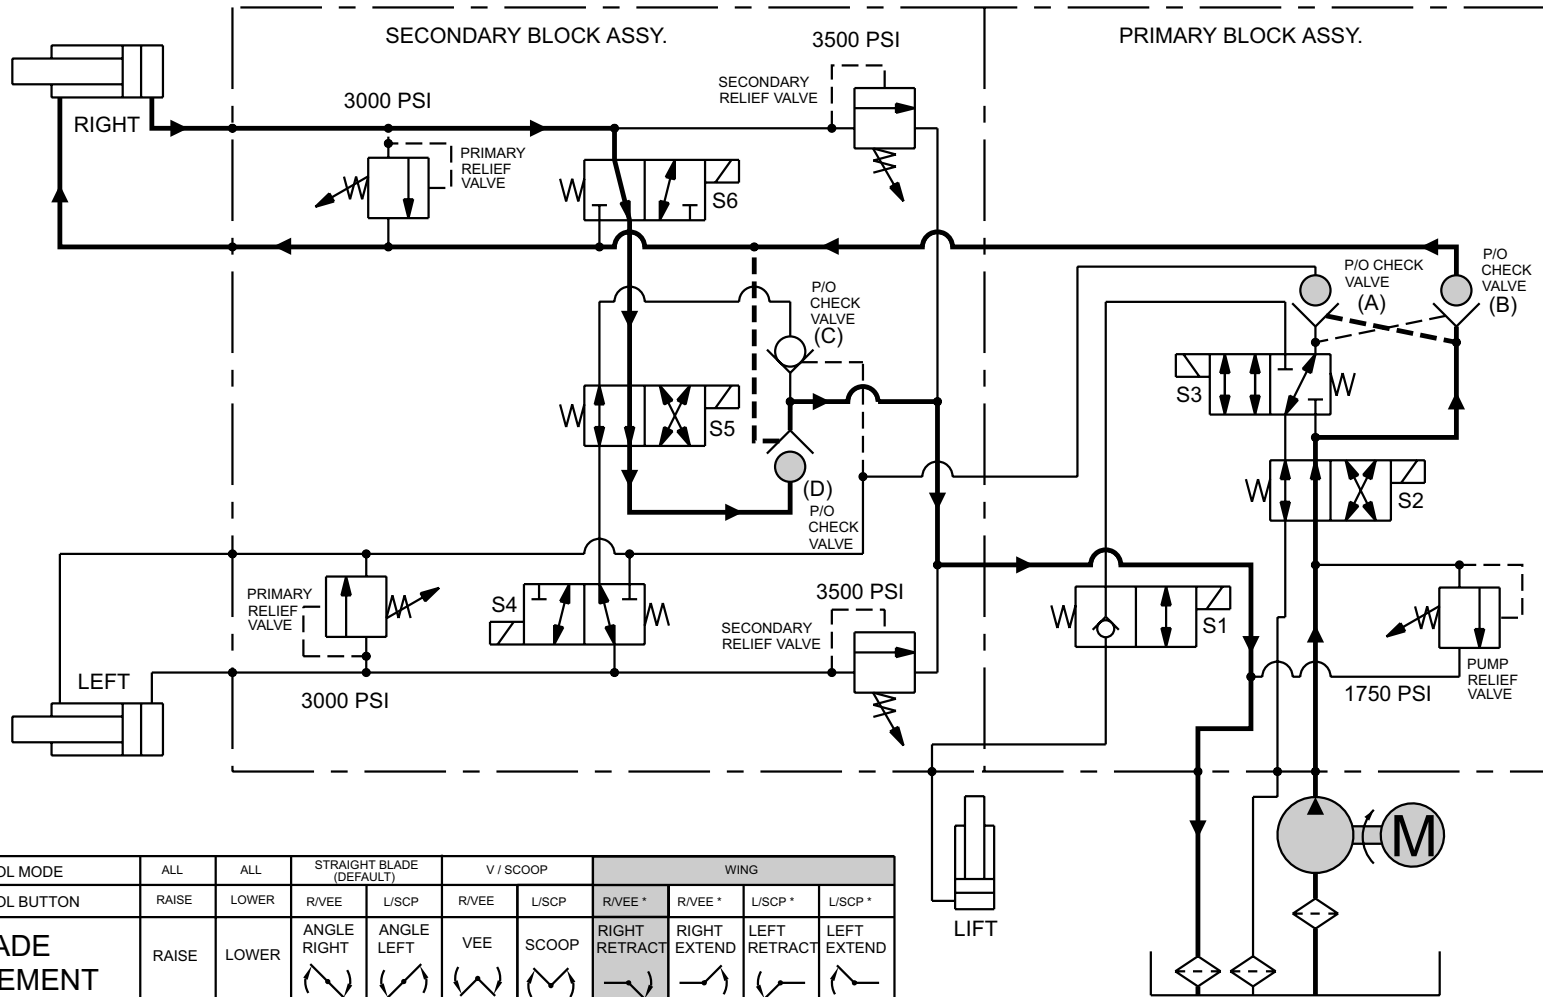 SECONDARY BLOCK ASSY.
PRIMARY BLOCK ASSY.
3500 PSI
SECONDARY
RELIEF VALVE
3000 PSI
RIGHT
PRIMARY
RELIEF
VALVE
S6
P/O
CHECK
VALVE
(C)
P/O CHECK
VALVE
(A)
P/O
CHECK
VALVE
(B)
S3
S5
S2
(D)
P/O
CHECK
VALVE
PRIMARY
RELIEF
VALVE
S4
3500 PSI
SECONDARY
RELIEF VALVE
S1
LEFT
3000 PSI
1750 PSI
PUMP
RELIEF
VALVE
M
LIFT
OL MODE
ALL
ALL
STRAIGHT BLADE
(DEFAULT)
V / SCOOP
WING
OL BUTTON
RAISE
LOWER
R/VEE
L/SCP
R/VEE
L/SCP
R/VEE *
R/VEE *
L/SCP *
L/SCP *
ADE
EMENT
RAISE
LOWER
ANGLE
RIGHT
ANGLE
LEFT
VEE
SCOOP
RIGHT
RETRACT
RIGHT
EXTEND
LEFT
RETRACT
LEFT
EXTEND